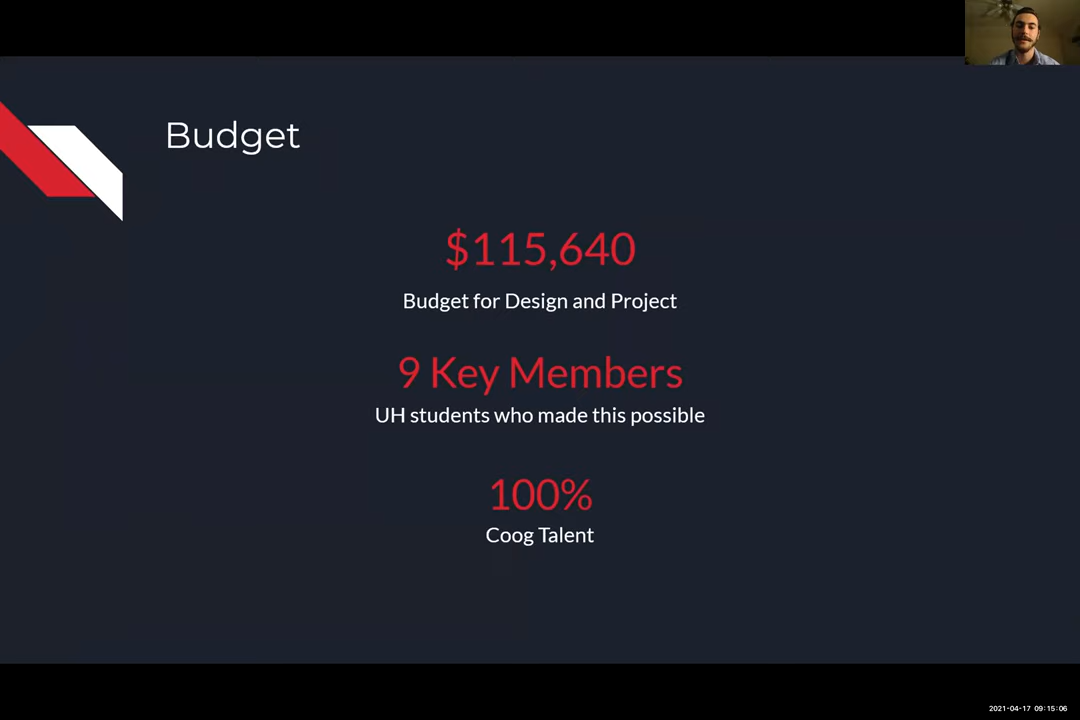 Budget
$115,640
Budget for Design and Project
9 Key Members
UH students who made this possible
100%
Coog Talent
2021-04-17 09:15:06